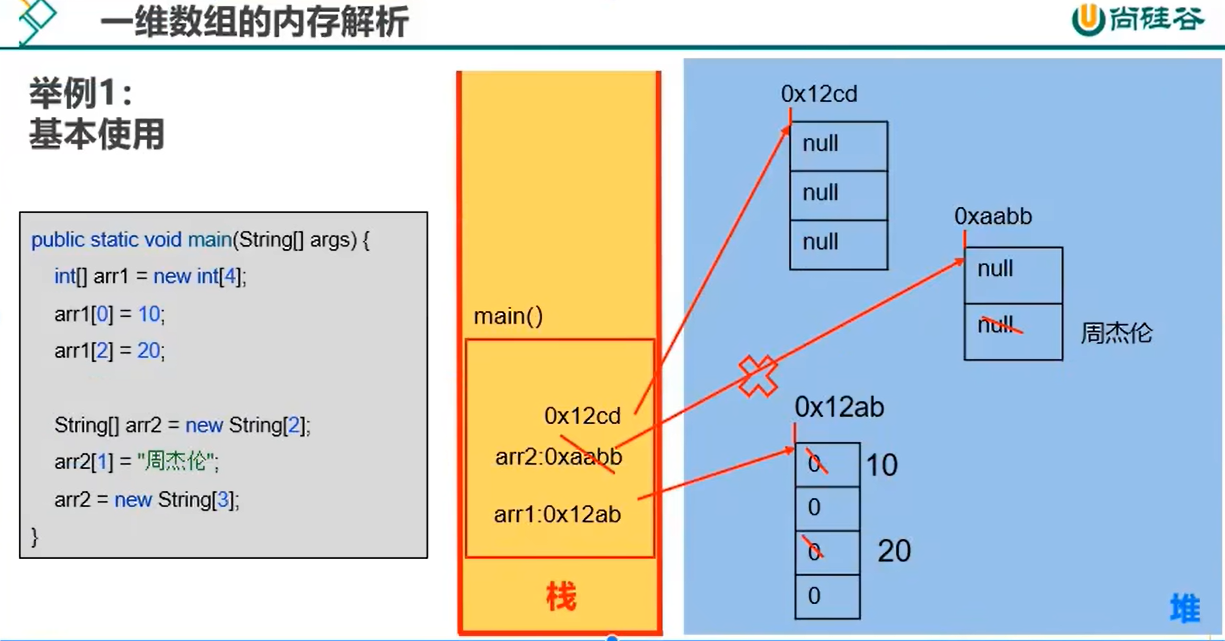 一维数组的内存解析
尚硅谷
举例1：
基本使用
public static void main(String[] args) {
int[] arr1 = new int[4];
arr1[0] = 10;
arr1[2] = 20;
String[] arr2 = new String[2];
arr2[1] = "周杰伦";
arr2 = new String[3];
}
main()
0x12cd
arr2:0xaabb
arr1:0x12ab
栈
0x12cd
null
null
null
0xaabb
null
null
周杰伦
0x12ab
0
10
0
0
20
0
堆